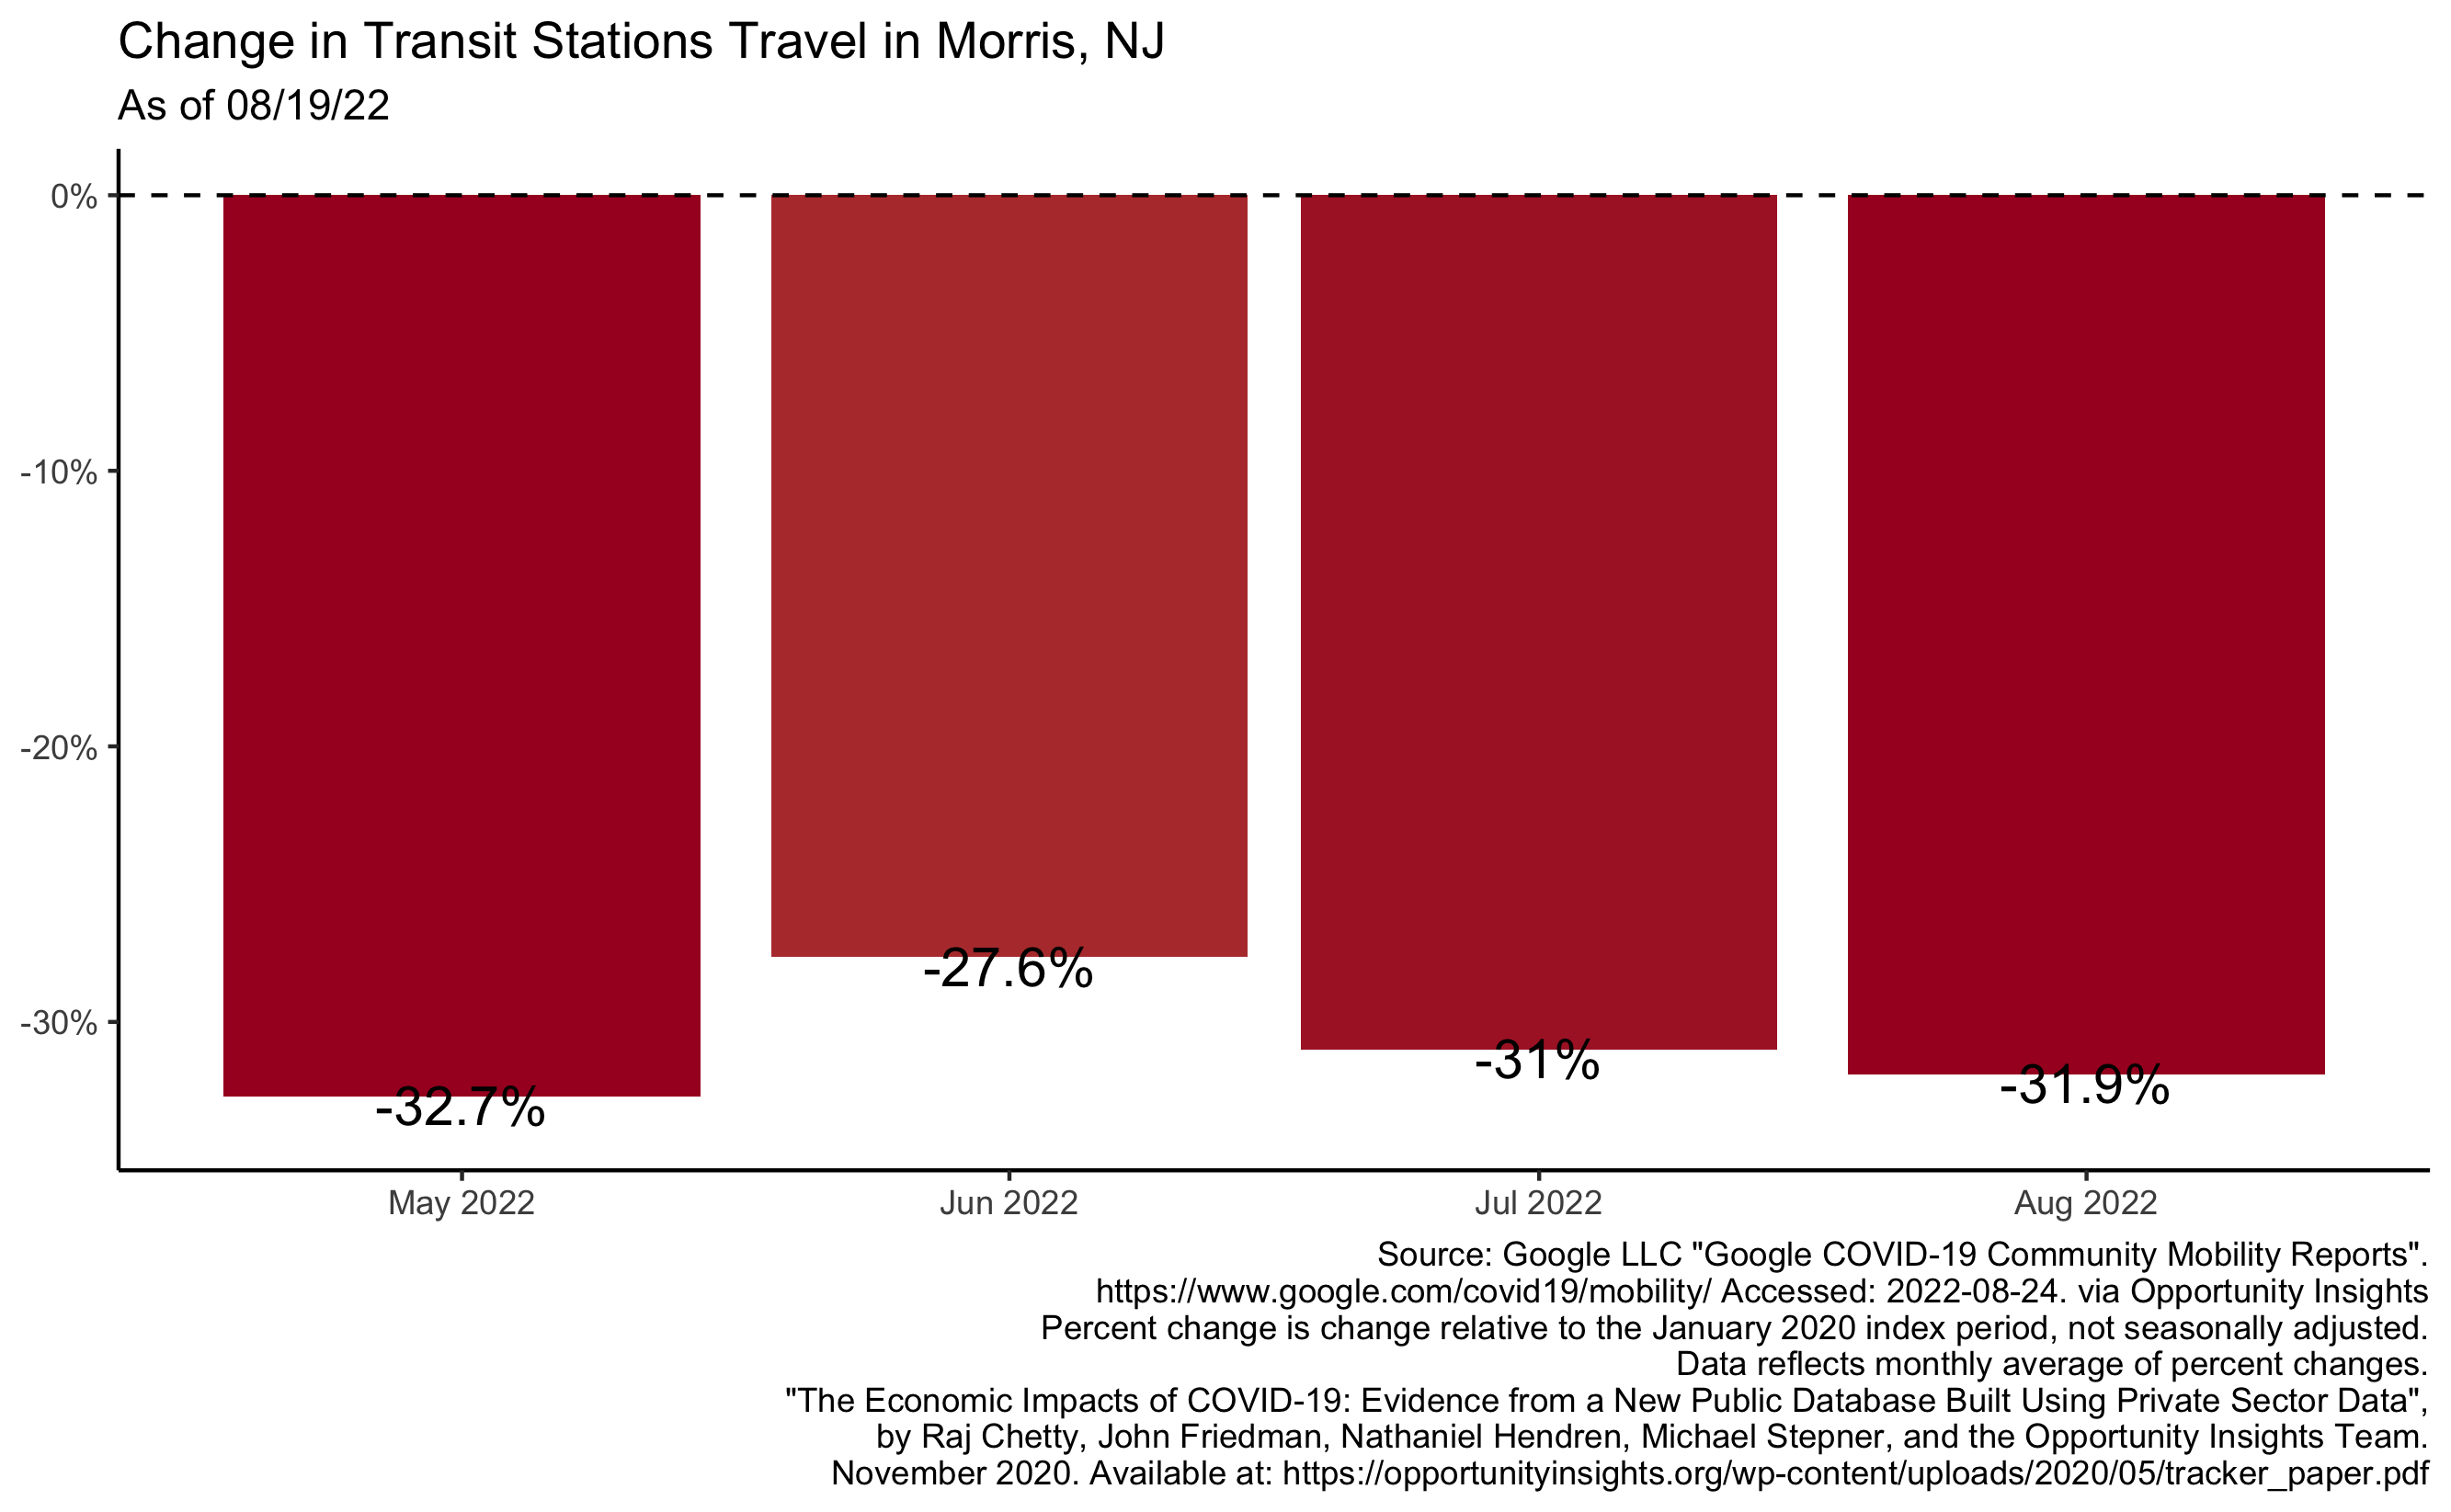 Change in Transit Stations Travel in Morris, NJ
As of 08/19/22
0%
-10%
-20%
-30%
-32.7%
-27.6%
-31%
-31.9%
May 2022
Jun 2022
Jul 2022
Aug 2022
Source: Google LLC "Google COVID-19 Community Mobility Reports".
https://www.google.com/covid19/mobility/ Accessed: 2022-08-24. via Opportunity Insights
Percent change is change relative to the January 2020 index period, not seasonally adjusted.
Data reflects monthly average of percent changes.
"The Economic Impacts of COVID-19: Evidence from a New Public Database Built Using Private Sector Data",
by Raj Chetty, John Friedman, Nathaniel Hendren, Michael Stepner, and the Opportunity Insights Team.
November 2020. Available at: https://opportunityinsights.org/wp-content/uploads/2020/05/tracker_paper.pdf